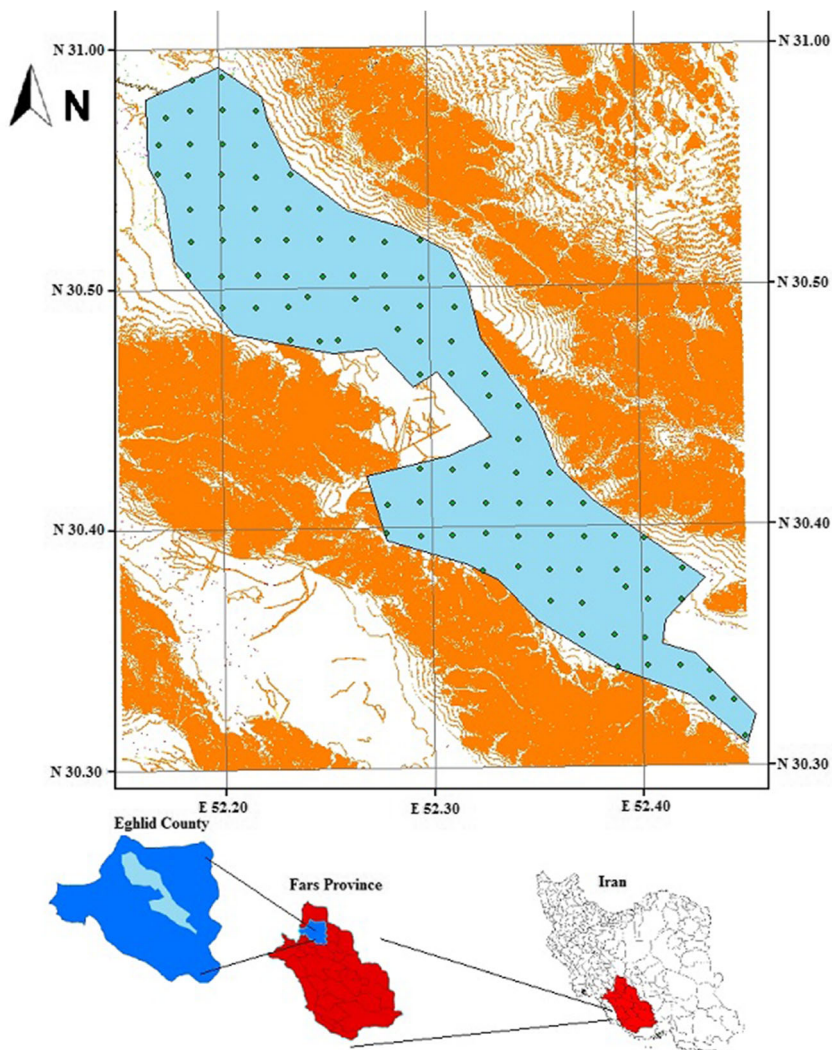 N 31.00
N 31.00
N
N 30.50
N 30.50
N 30.40
N 30.40
N 30.30
N 30.30
E 52.20
E 52.30
E 52.40
Eghlid County
Fars Province
Iran